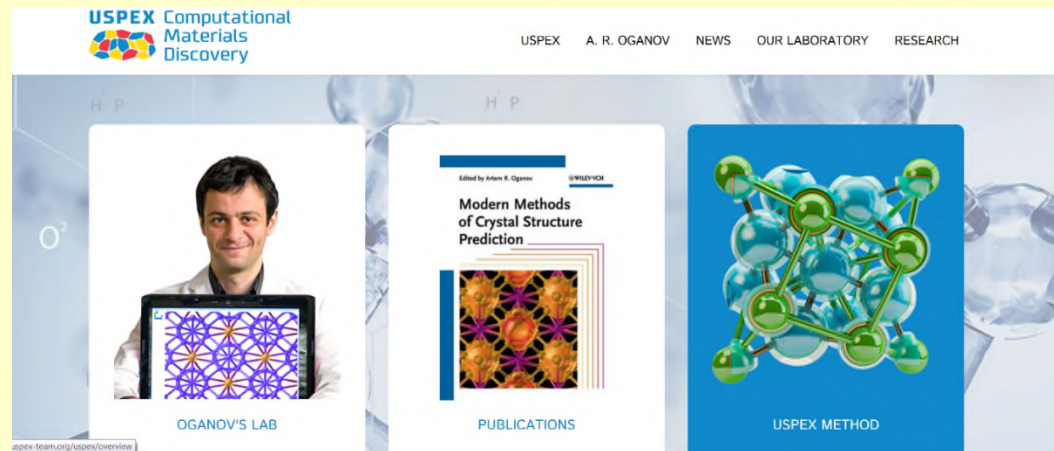 USPEX Computational
Materials
Discovery
USPEX A. R. OGANOV NEWS OUR LABORATORY RESEARCH
H P
H P
O²
Edited by Artem R. Oganov WILEY-VCH
Modern Methods
of Crystal Structure
Prediction
OGANOV'S LAB
PUBLICATIONS
USPEX METHOD
uspex-team.org/uspex/overview